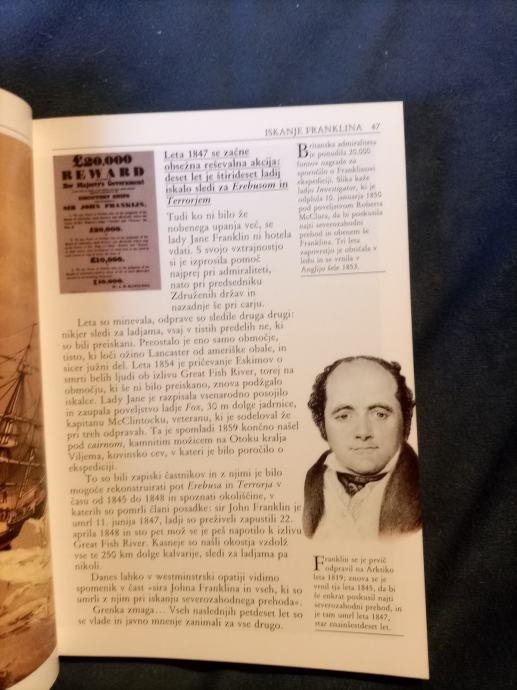 ISKANJE FRANKLINA 47
£20,000
REWARD
Her Majesty's Government
SIR JOHN FRANKLIN,
£20,000.
£10,000.
£10,000.
Leta 1847 se začne
obsežna reševalna akcija:
deset let je štirideset ladij
iskalo sledi za Erebusom in
Terrorjem
Tudi ko ni bilo že
nobenega upanja več, se
lady Jane Franklin ni hotela
vdati. S svojo vztrajnostjo
si je izprosila pomoč
najprej pri admiraliteti,
nato pri predsedniku
Združenih držav in
nazadnje še pri carju.
Leta so minevala, odprave so sledile druga drugi:
nikjer sledi za ladjama, vsaj v tistih predelih ne, ki
so bili preiskani. Preostalo je eno samo območje,
tisto, ki loči ožino Lancaster od ameriške obale, in
sicer južni del. Leta 1854 je pričevanje Eskimov o
smrti belih ljudi ob izlivu Great Fish River, torej na
območju, ki še ni bilo preiskano, znova podžgalo
iskalce. Lady Jane je razpisala vsenarodno posojilo
in zaupala poveljstvo ladje Fox, 30 m dolge jadrnice,
kapitanu McClintocku, veteranu, ki je sodeloval že
pri treh odpravah. Ta je spomladi 1859 končno našel
pod cairnom, kamnitim možicem na Otoku kralja
Viljema, kovinsko cev, v kateri je bilo poročilo o
ekspediciji.
To so bili zapiski častnikov in z njimi je bilo
mogoče rekonstruirati pot Erebusa in Terrorja v
času od 1845 do 1848 in spoznati okoliščine, v
katerih so pomrli člani posadke: sir John Franklin je
umrl 11. junija 1847, ladji so preživeli zapustili 22.
aprila 1848 in sto pet mož se je peš napotilo k izlivu
Great Fish River. Kasneje so našli okostja vzdolž
vse te 250 km dolge kalvarije, sledi za ladjama pa
nikoli.
Danes lahko v westminstrski opatiji vidimo
spomenik v čast «sira Johna Franklina in vseh, ki so
umrli z njim pri iskanju severozahodnega prehoda».
Grenka zmaga... Vseh naslednjih petdeset let so
se vlade in javno mnenje zanimali za vse drugo.
Britanska admiraliteta
je ponudila 20.000
funtov nagrade za
sporočilo o Franklinovi
ekspediciji. Slika kaže
ladjo Investigator, ki je
odplula 10. januarja 1850
pod poveljstvom Roberta
McClura, da bi poskusila
najti severozahodni
prehod in obenem še
Franklina. Tri leta
zaporedoma je obtičala v
ledu in se vrnila v
Anglijo šele 1853.
Franklin se je prvič
odpravil na Arktiko
leta 1819; znova se je
vrnil tja leta 1845, da bi
še enkrat poskusil najti
severozahodni prehod, in
je tam umrl leta 1847,
star enainšestdeset let.